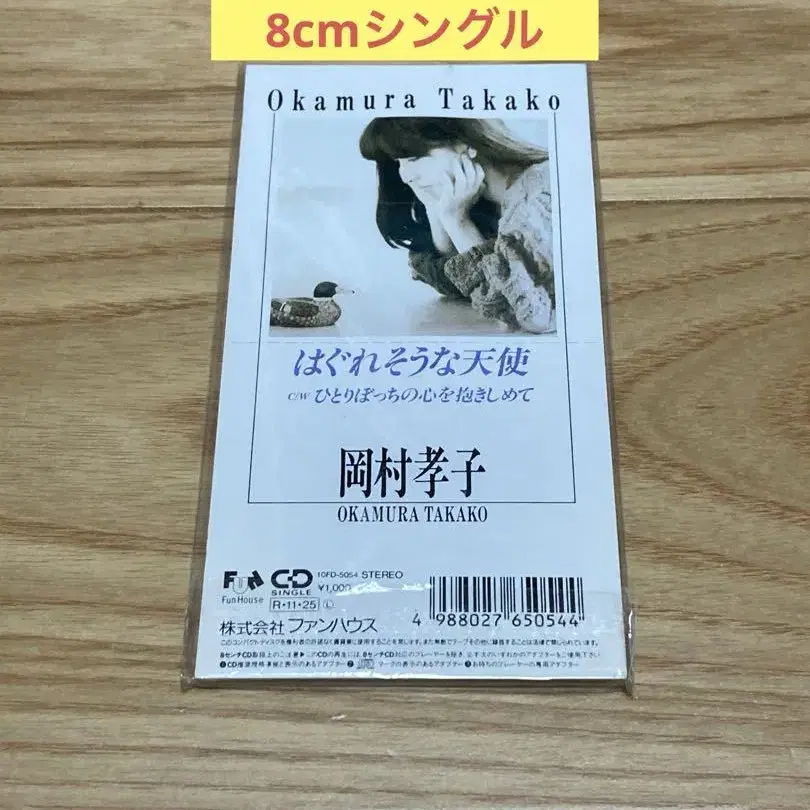 8cmシングル
Okamura Takako
はぐれそうな天使
C/W ひとりぼっちの心を抱きしめて
岡村孝子
OKAMURA TAKAKO
FUN CD 10FD-5054 STEREO
SINGLE ¥1,000
Fun House R・11・25 Ⓛ
株式会社 ファンハウス
4 988027 650544